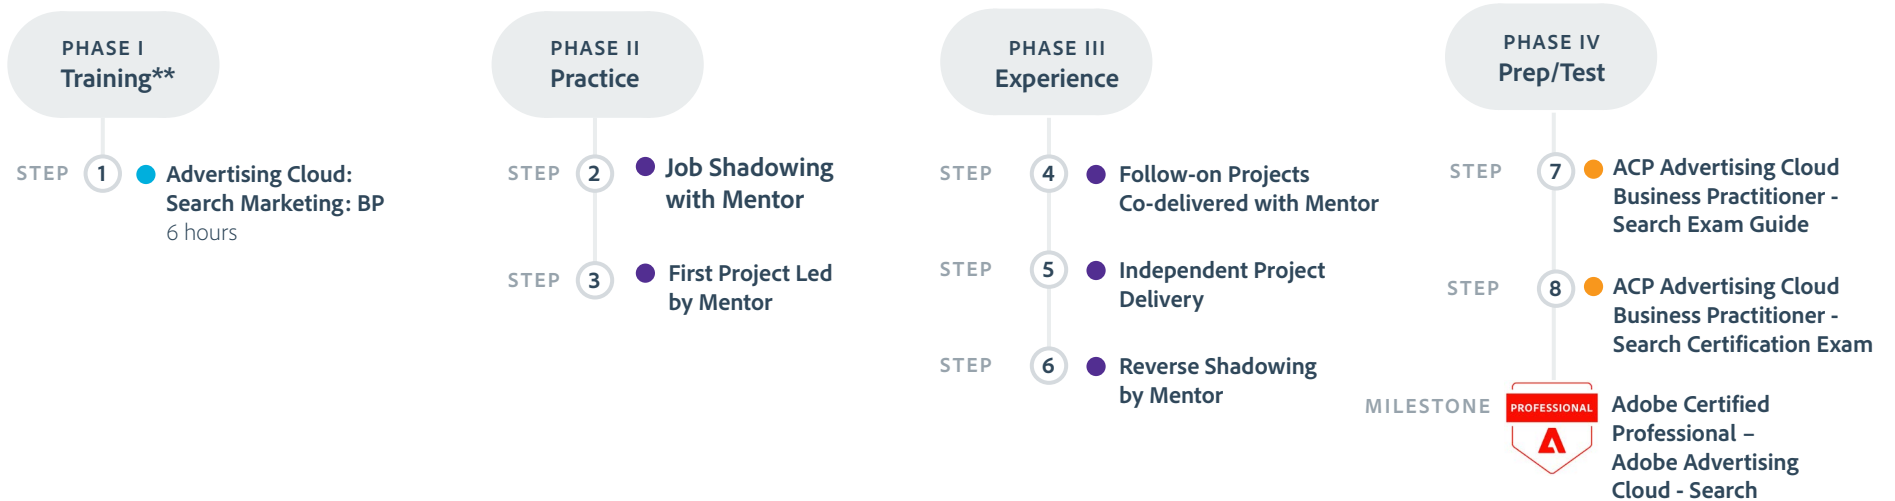 PHASE I
Training**
STEP 1
Advertising Cloud:
Search Marketing: BP
6 hours
PHASE II
Practice
STEP 2
Job Shadowing
with Mentor
STEP 3
First Project Led
by Mentor
PHASE III
Experience
STEP 4
Follow-on Projects
Co-delivered with Mentor
STEP 5
Independent Project
Delivery
STEP 6
Reverse Shadowing
by Mentor
PHASE IV
Prep/Test
STEP 7
ACP Advertising Cloud
Business Practitioner -
Search Exam Guide
STEP 8
ACP Advertising Cloud
Business Practitioner -
Search Certification Exam
MILESTONE
PROFESSIONAL
Adobe Certified
Professional –
Adobe Advertising
Cloud - Search